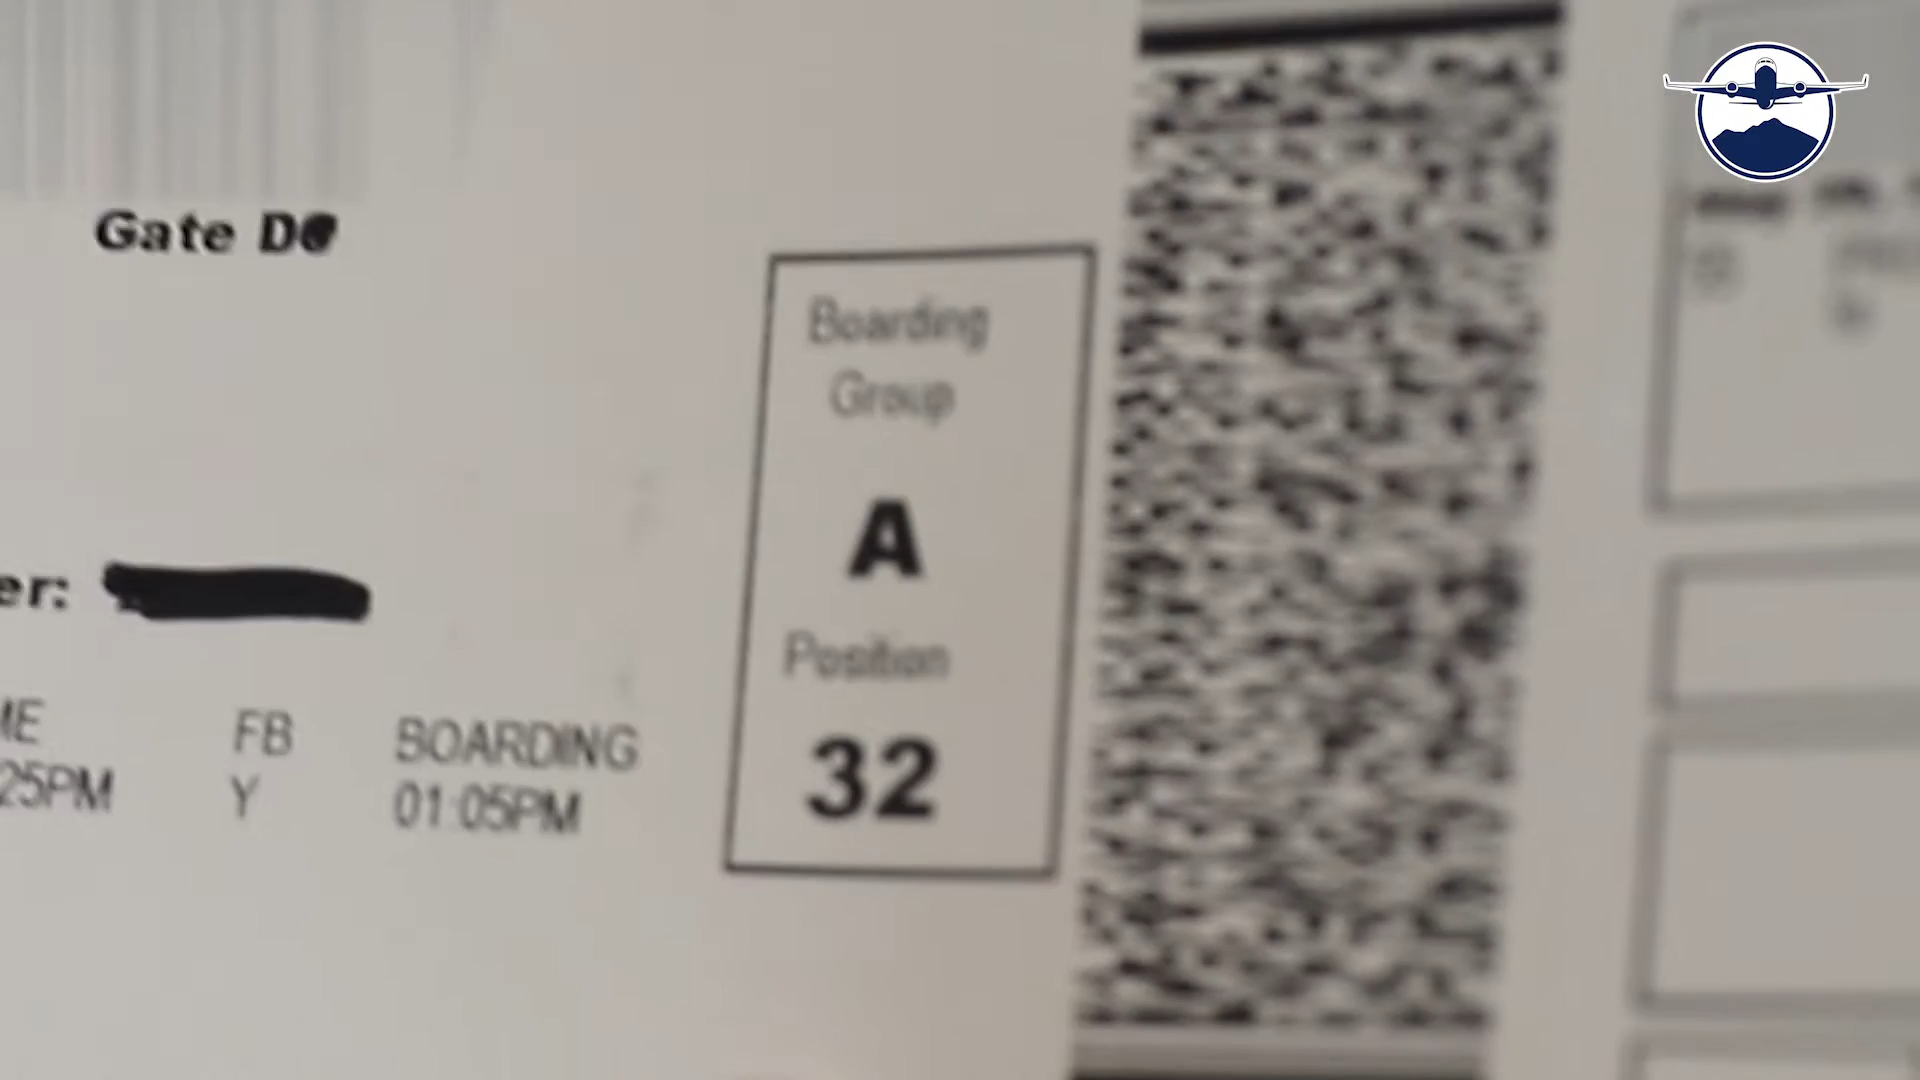 Gate D
Boarding
Group
A
Position
32
er:
ME
FB
BOARDING
25PM
Y
01:05PM